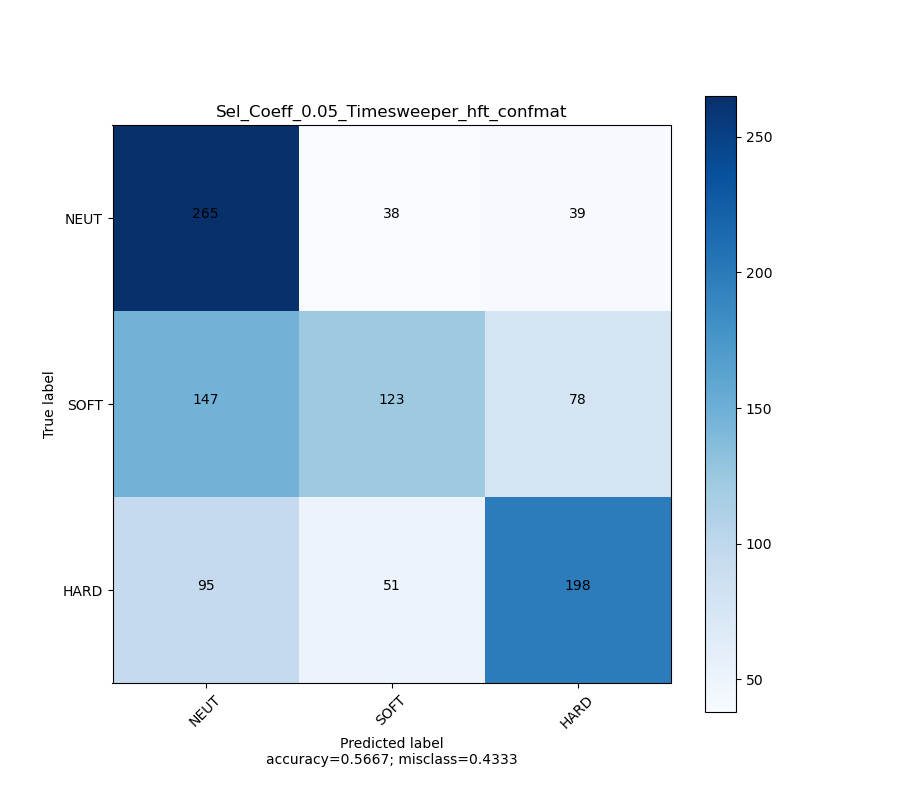 Sel_Coeff_0.05_Timesweeper_hft_confmat
NEUT 265 38 39
SOFT 147 123 78
HARD 95 51 198
NEUT SOFT HARD
True label
Predicted label
accuracy=0.5667; misclass=0.4333
250
200
150
100
50